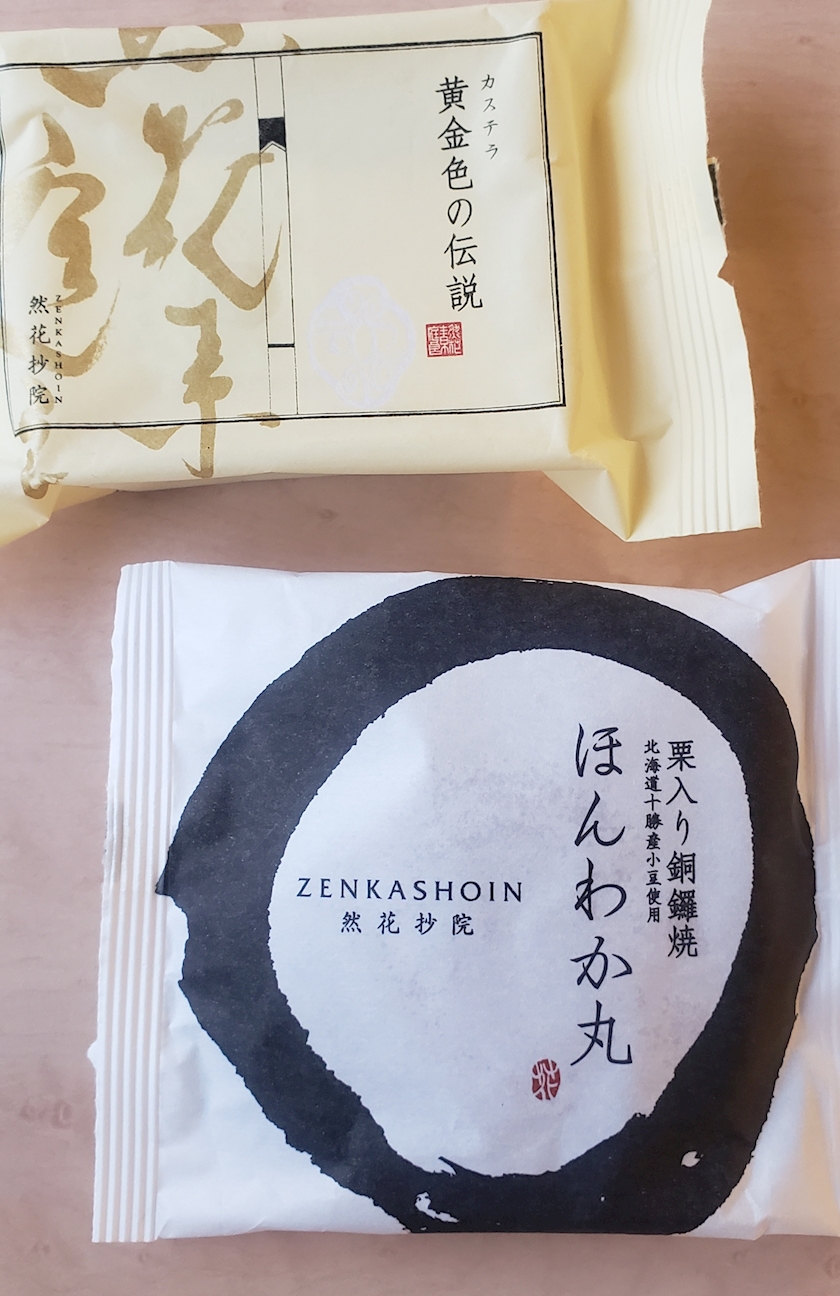 カステラ
黄金色の伝説
ZENKASHOIN
然花抄院
栗入り銅鑼焼
北海道十勝産小豆使用
ほんわか丸
ZENKASHOIN
然花抄院